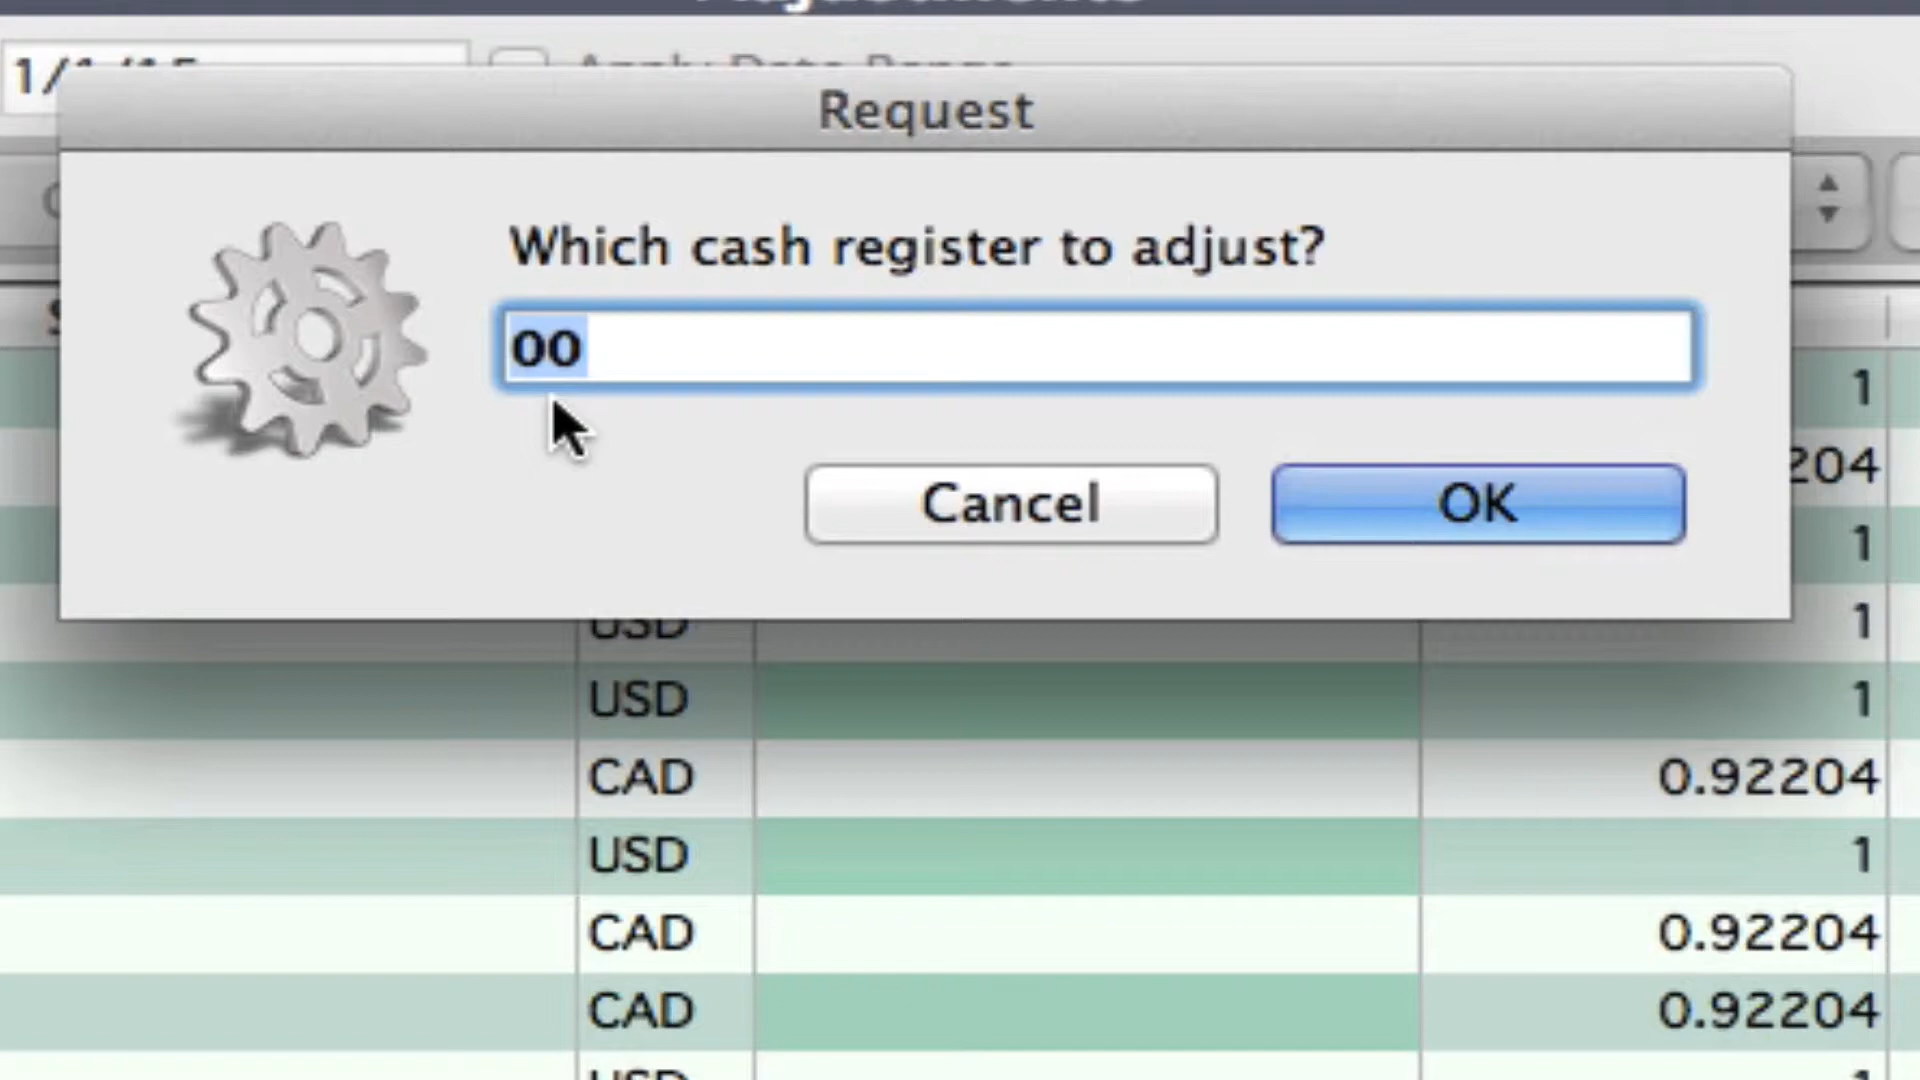 Request
Which cash register to adjust?
00
Cancel OK
1
204
1
1
USD 1
CAD 0.92204
USD 1
CAD 0.92204
CAD 0.92204